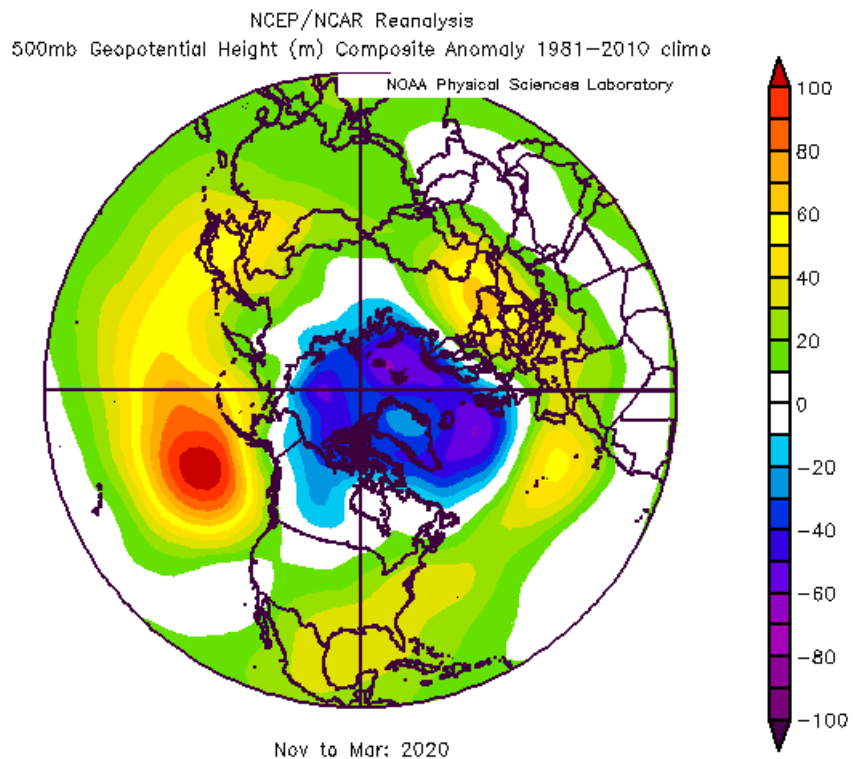 NCEP/NCAR Reanalysis
500mb Geopotential Height (m) Composite Anomaly 1981-2010 climo
NOAA Physical Sciences Laboratory
100
80
60
40
20
0
-20
-40
-60
-80
-100
Nov to Mar: 2020